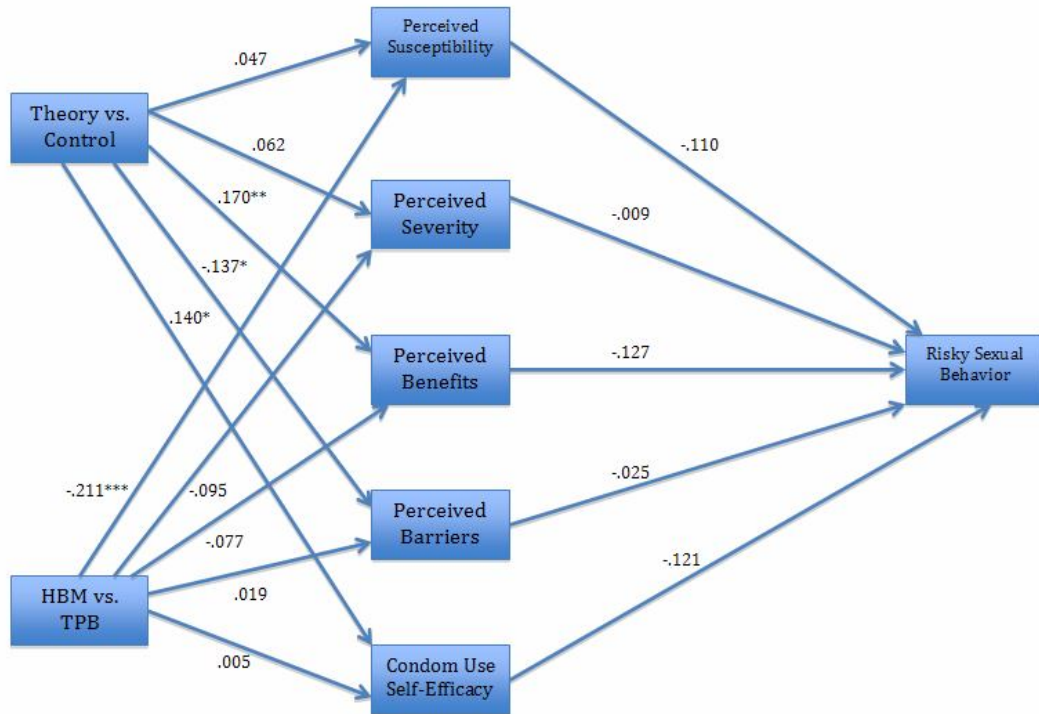 Perceived
Susceptibility
.047
Theory vs.
Control
.062
-.110
.170**
Perceived
Severity
-.009
-.137*
.140*
Perceived
Benefits
-.127
Risky Sexual
Behavior
-.211***
-.095
-.025
-.077
Perceived
Barriers
-.121
HBM vs.
TPB
.019
.005
Condom Use
Self-Efficacy